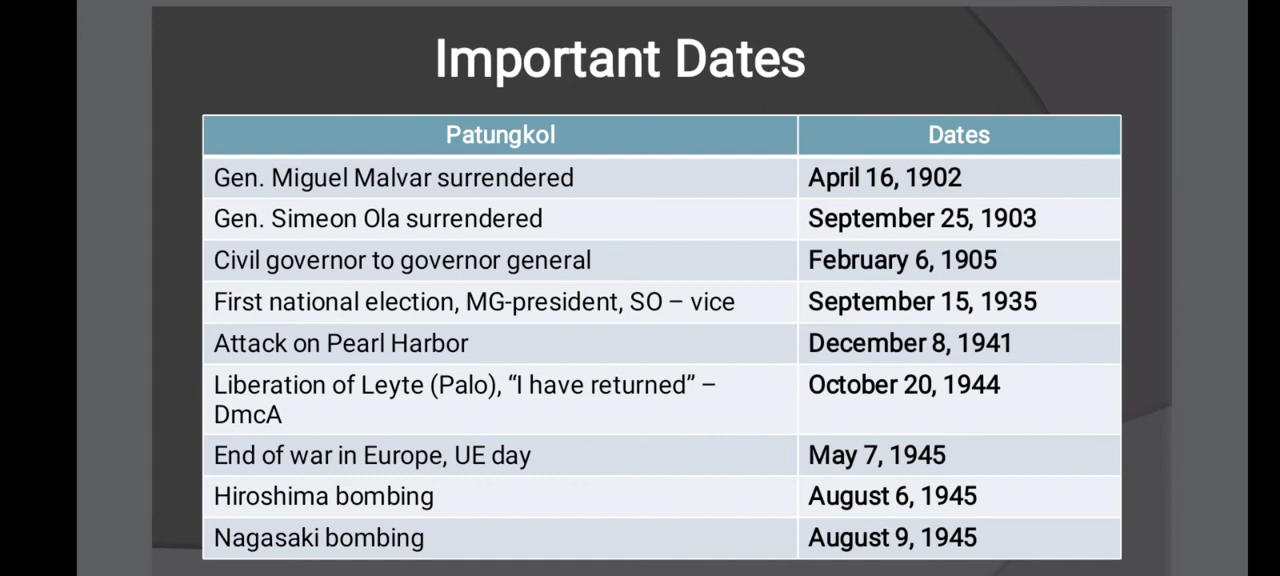 Important Dates
Patungkol Dates
Gen. Miguel Malvar surrendered April 16, 1902
Gen. Simeon Ola surrendered September 25, 1903
Civil governor to governor general February 6, 1905
First national election, MG-president, SO – vice September 15, 1935
Attack on Pearl Harbor December 8, 1941
Liberation of Leyte (Palo), “I have returned” – October 20, 1944
DmcA
End of war in Europe, UE day May 7, 1945
Hiroshima bombing August 6, 1945
Nagasaki bombing August 9, 1945